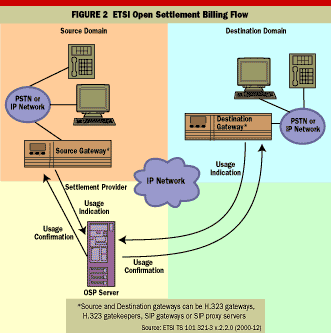 FIGURE 2 ETSI Open Settlement Billing Flow
Source Domain
Destination Domain
PSTN or
IP Network
Destination
Gateway*
PSTN or
IP Network
Source Gateway*
Usage
Indication
IP Network
Settlement Provider
Usage
Indication
Usage
Confirmation
Usage
Confirmation
OSP Server
*Source and Destination gateways can be H.323 gateways,
H.323 gatekeepers, SIP gateways or SIP proxy servers
Source: ETSI TS 101 321-3 v.2.2.0 (2000-12)